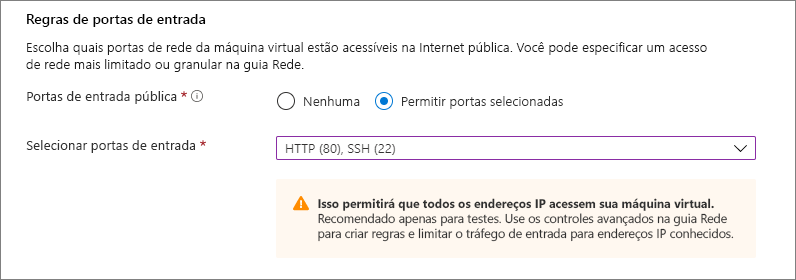 Regras de portas de entrada
Escolha quais portas de rede da máquina virtual estão acessíveis na Internet pública. Você pode especificar um acesso
de rede mais limitado ou granular na guia Rede.
Portas de entrada pública *
Nenhuma
Permitir portas selecionadas
Selecionar portas de entrada *
HTTP (80), SSH (22)
Isso permitirá que todos os endereços IP acessem sua máquina virtual.
Recomendado apenas para testes. Use os controles avançados na guia Rede
para criar regras e limitar o tráfego de entrada para endereços IP conhecidos.